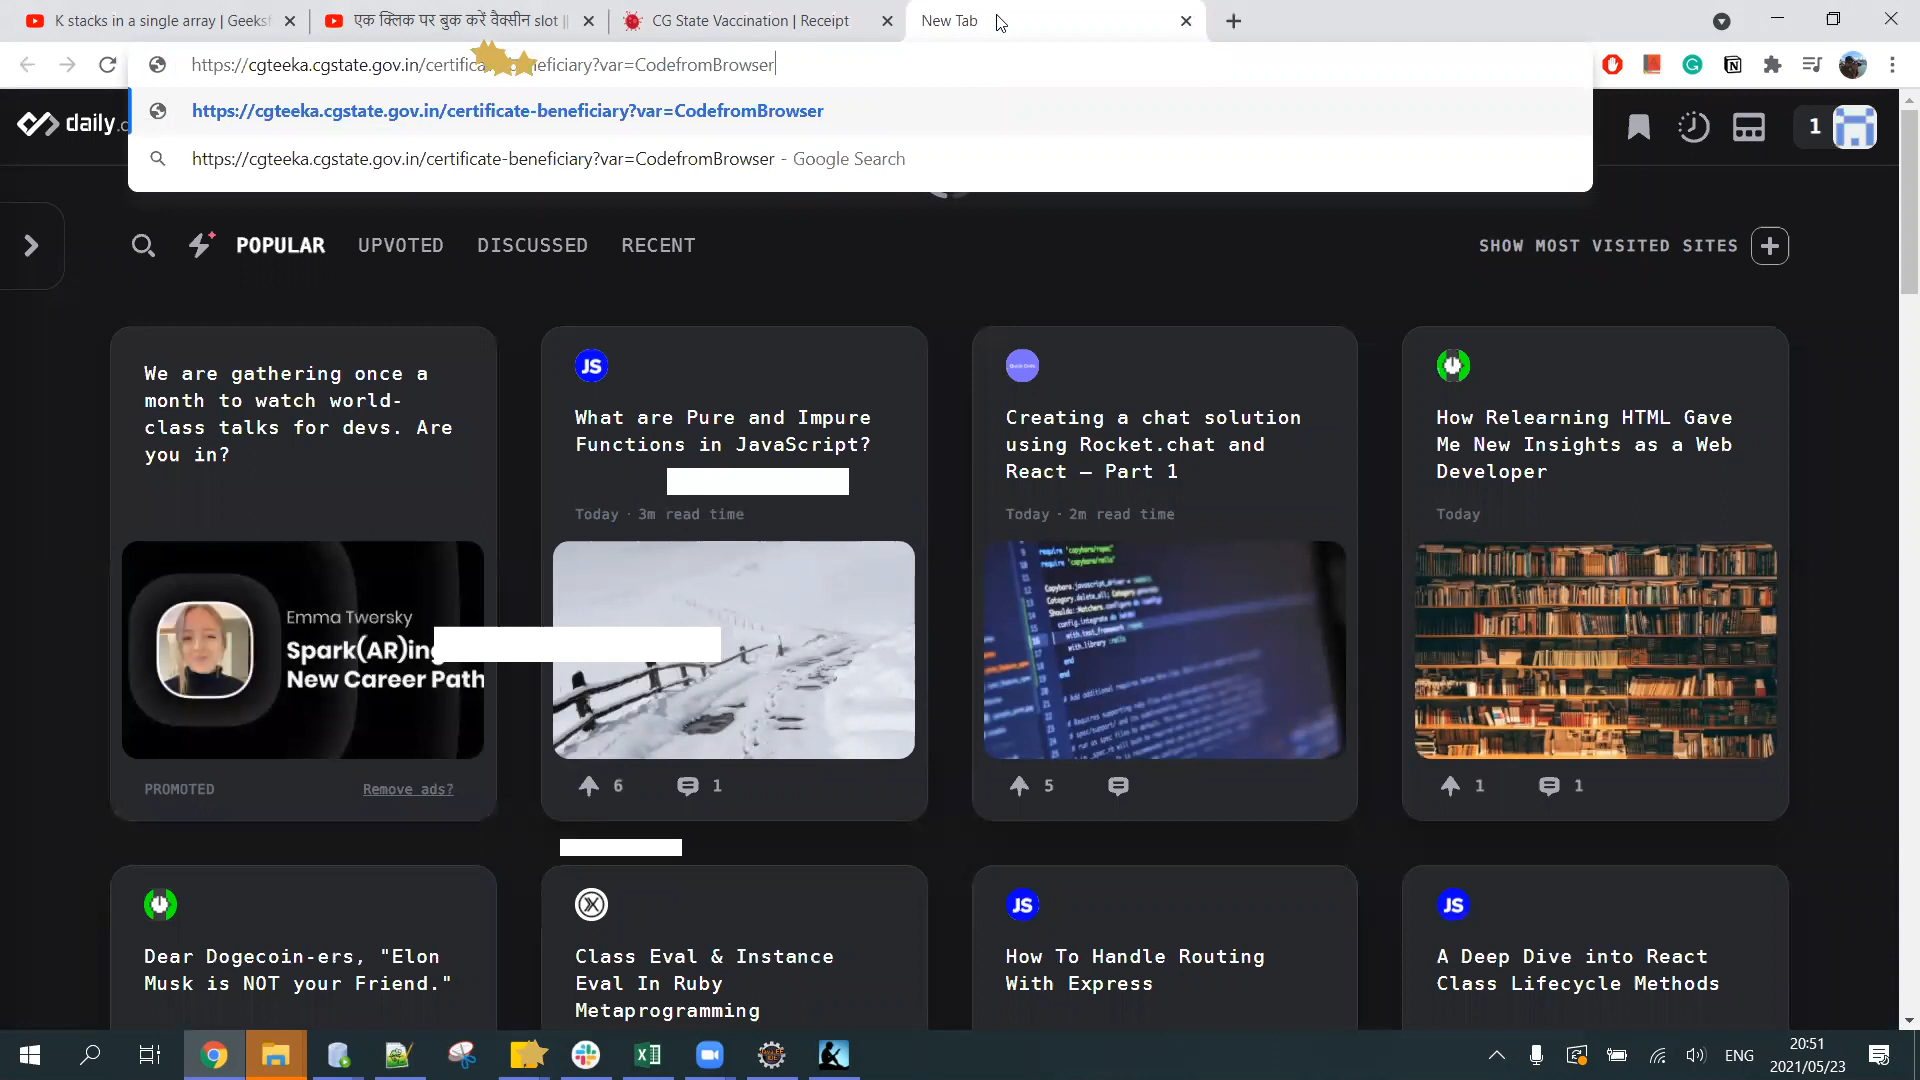 K stacks in a single array | Geeksf
एक क्लिक पर बुक करें वैक्सीन slot ||
CG State Vaccination | Receipt
New Tab
https://cgteeka.cgstate.gov.in/certifica eficiary?var=CodefromBrowser
https://cgteeka.cgstate.gov.in/certificate-beneficiary?var=CodefromBrowser
https://cgteeka.cgstate.gov.in/certificate-beneficiary?var=CodefromBrowser - Google Search
daily.
1
POPULAR UPVOTED DISCUSSED RECENT
SHOW MOST VISITED SITES
We are gathering once a
month to watch world-
class talks for devs. Are
you in?
Emma Twersky
Spark(AR)ing
New Career Path
PROMOTED
Remove ads?
JS
What are Pure and Impure
Functions in JavaScript?
Today · 3m read time
6 1
Creating a chat solution
using Rocket.chat and
React – Part 1
Today · 2m read time
5
How Relearning HTML Gave
Me New Insights as a Web
Developer
Today
1 1
Dear Dogecoin-ers, "Elon
Musk is NOT your Friend."
Class Eval & Instance
Eval In Ruby
Metaprogramming
JS
How To Handle Routing
With Express
JS
A Deep Dive into React
Class Lifecycle Methods
ENG
20:51
2021/05/23